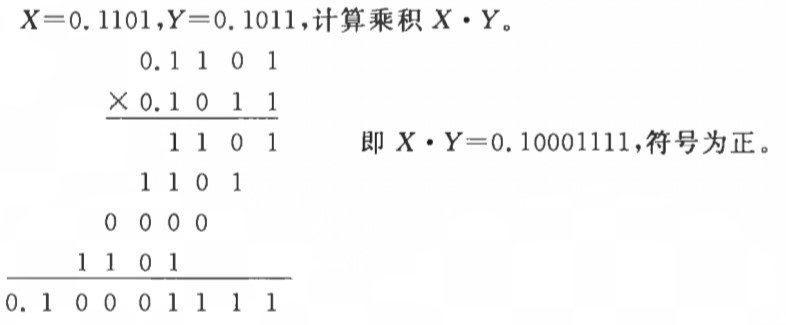 X=0.1101,Y=0.1011,计算乘积 X·Y。
0.1 1 0 1
×0.1 0 1 1
1 1 0 1 即 X·Y=0.10001111,符号为正。
1 1 0 1
0 0 0 0
1 1 0 1
0.1 0 0 0 1 1 1 1